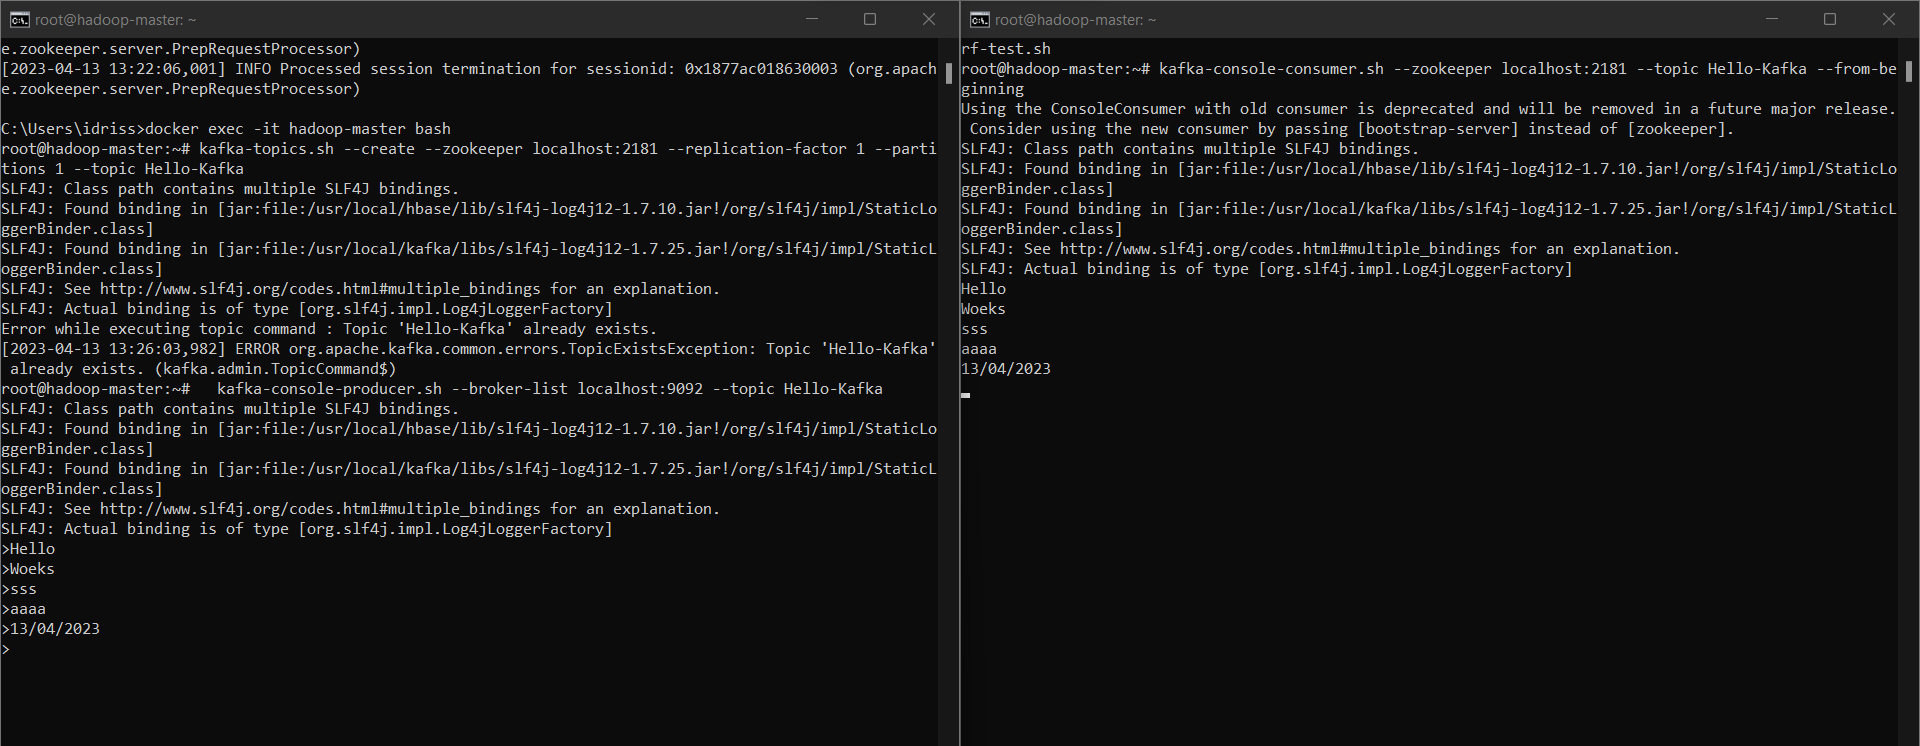 root@hadoop-master: ~
e.zookeeper.server.PrepRequestProcessor)
[2023-04-13 13:22:06,001] INFO Processed session termination for sessionid: 0x1877ac018630003 (org.apach
e.zookeeper.server.PrepRequestProcessor)
C:\Users\idriss>docker exec -it hadoop-master bash
root@hadoop-master:~# kafka-topics.sh --create --zookeeper localhost:2181 --replication-factor 1 --parti
tions 1 --topic Hello-Kafka
SLF4J: Class path contains multiple SLF4J bindings.
SLF4J: Found binding in [jar:file:/usr/local/hbase/lib/slf4j-log4j12-1.7.10.jar!/org/slf4j/impl/StaticLo
ggerBinder.class]
SLF4J: Found binding in [jar:file:/usr/local/kafka/libs/slf4j-log4j12-1.7.25.jar!/org/slf4j/impl/StaticL
oggerBinder.class]
SLF4J: See http://www.slf4j.org/codes.html#multiple_bindings for an explanation.
SLF4J: Actual binding is of type [org.slf4j.impl.Log4jLoggerFactory]
Error while executing topic command : Topic 'Hello-Kafka' already exists.
[2023-04-13 13:26:03,982] ERROR org.apache.kafka.common.errors.TopicExistsException: Topic 'Hello-Kafka'
 already exists. (kafka.admin.TopicCommand$)
root@hadoop-master:~#   kafka-console-producer.sh --broker-list localhost:9092 --topic Hello-Kafka
SLF4J: Class path contains multiple SLF4J bindings.
SLF4J: Found binding in [jar:file:/usr/local/hbase/lib/slf4j-log4j12-1.7.10.jar!/org/slf4j/impl/StaticLo
ggerBinder.class]
SLF4J: Found binding in [jar:file:/usr/local/kafka/libs/slf4j-log4j12-1.7.25.jar!/org/slf4j/impl/StaticL
oggerBinder.class]
SLF4J: See http://www.slf4j.org/codes.html#multiple_bindings for an explanation.
SLF4J: Actual binding is of type [org.slf4j.impl.Log4jLoggerFactory]
>Hello
>Woeks
>sss
>aaaa
>13/04/2023
>
root@hadoop-master: ~
rf-test.sh
root@hadoop-master:~# kafka-console-consumer.sh --zookeeper localhost:2181 --topic Hello-Kafka --from-be
ginning
Using the ConsoleConsumer with old consumer is deprecated and will be removed in a future major release.
 Consider using the new consumer by passing [bootstrap-server] instead of [zookeeper].
SLF4J: Class path contains multiple SLF4J bindings.
SLF4J: Found binding in [jar:file:/usr/local/hbase/lib/slf4j-log4j12-1.7.10.jar!/org/slf4j/impl/StaticLo
ggerBinder.class]
SLF4J: Found binding in [jar:file:/usr/local/kafka/libs/slf4j-log4j12-1.7.25.jar!/org/slf4j/impl/StaticL
oggerBinder.class]
SLF4J: See http://www.slf4j.org/codes.html#multiple_bindings for an explanation.
SLF4J: Actual binding is of type [org.slf4j.impl.Log4jLoggerFactory]
Hello
Woeks
sss
aaaa
13/04/2023